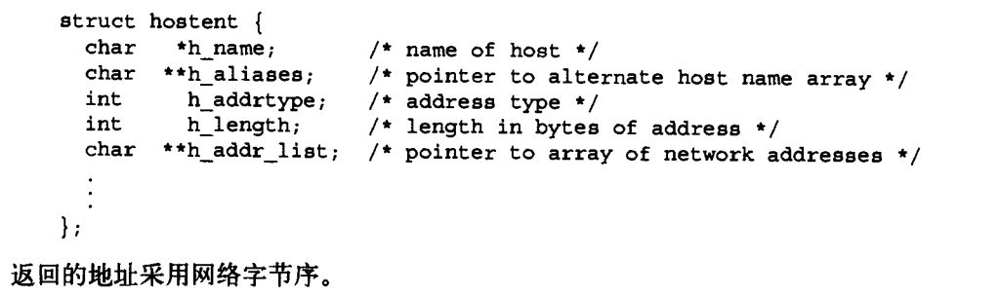 struct hostent {
char *h_name; /* name of host */
char **h_aliases; /* pointer to alternate host name array */
int h_addrtype; /* address type */
int h_length; /* length in bytes of address */
char **h_addr_list; /* pointer to array of network addresses */
.
.
.
};
返回的地址采用网络字节序。